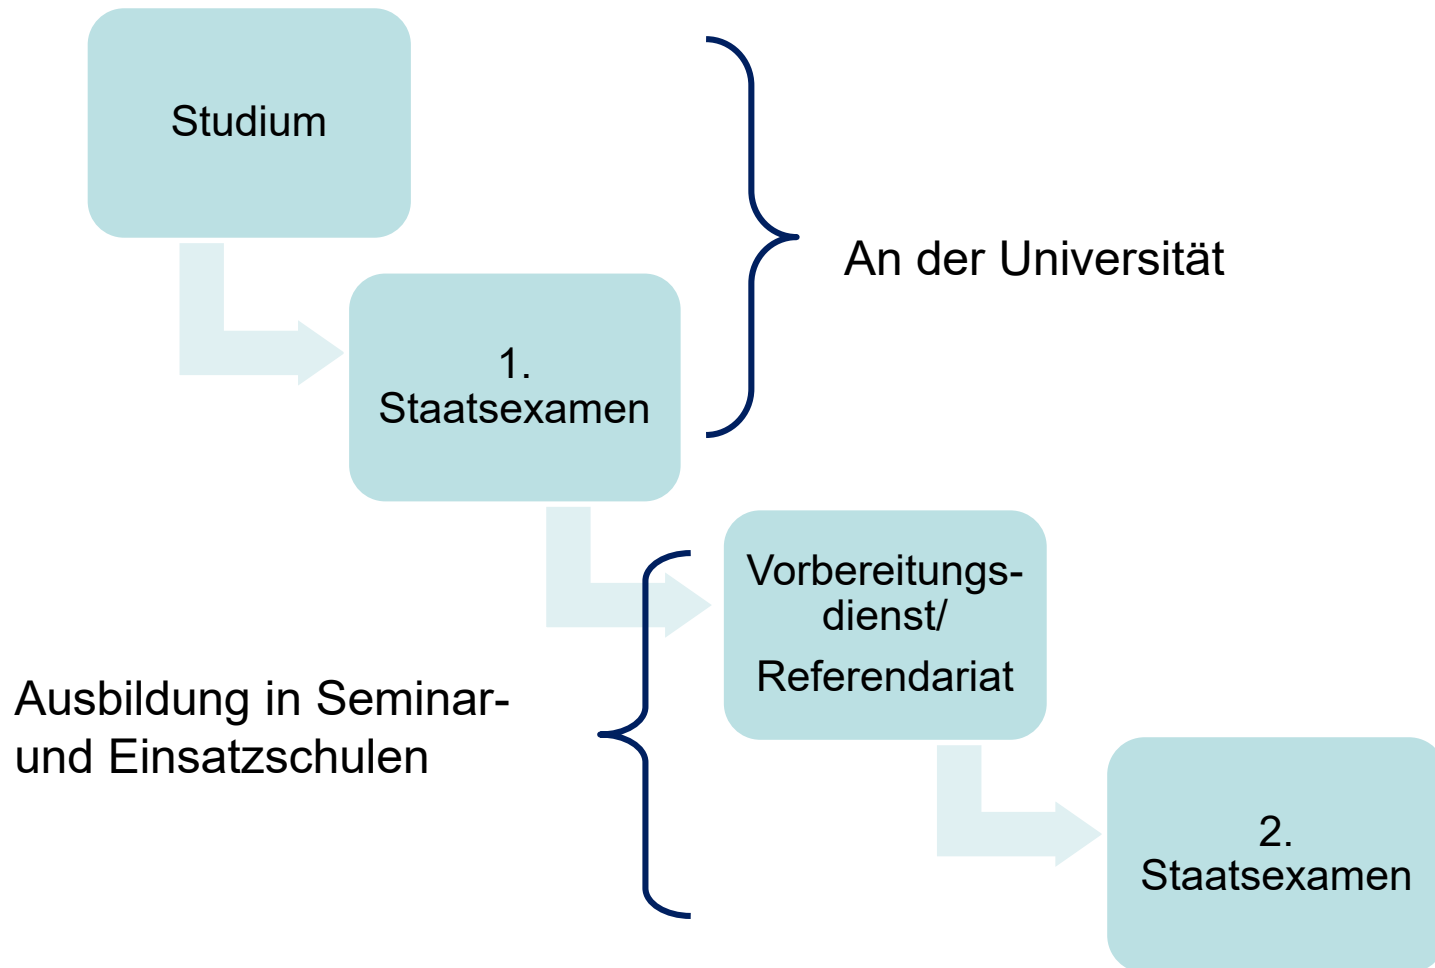 Studium
An der Universität
1.
Staatsexamen
Vorbereitungs-
dienst/
Referendariat
Ausbildung in Seminar-
und Einsatzschulen
2.
Staatsexamen